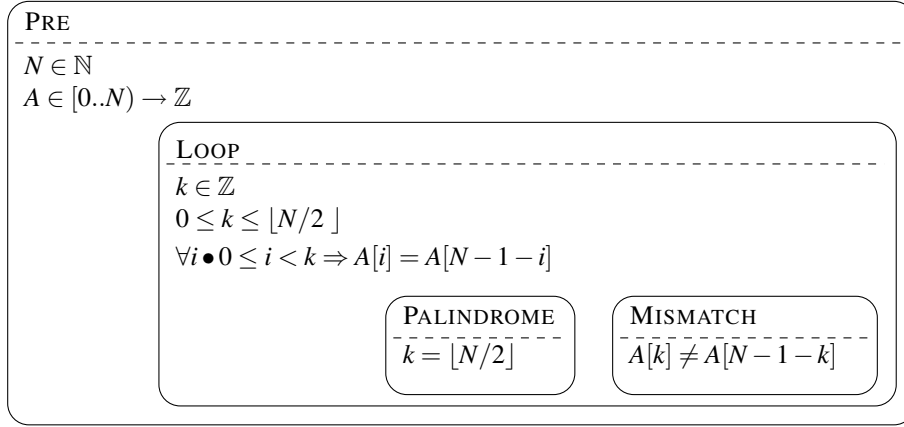 PRE
N ∈ ℕ
A ∈ [0..N) → ℤ
LOOP
k ∈ ℤ
0 ≤ k ≤ ⌊N/2 ⌋
∀i • 0 ≤ i < k ⇒ A[i] = A[N − 1 − i]
PALINDROME
k = ⌊N/2⌋
MISMATCH
A[k] ≠ A[N − 1 − k]